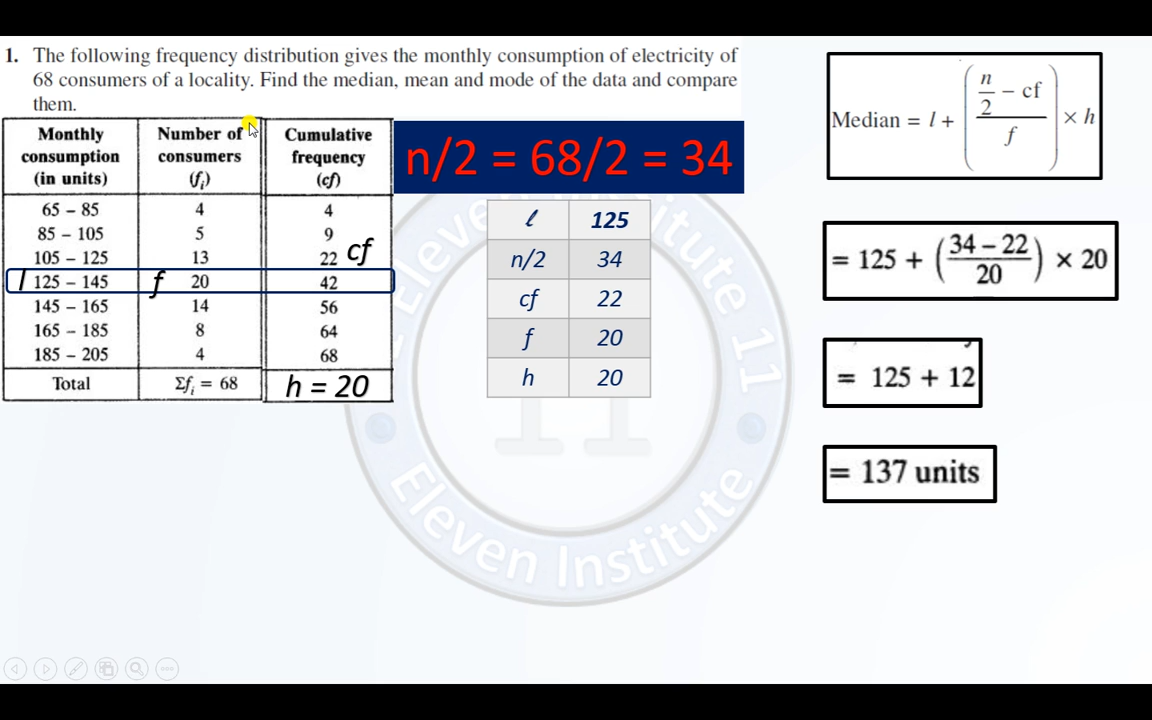 1. The following frequency distribution gives the monthly consumption of electricity of
68 consumers of a locality. Find the median, mean and mode of the data and compare
them.
Monthly consumption (in units) Number of consumers (fᵢ) Cumulative frequency (cf)
65 – 85 4 4
85 – 105 5 9
105 – 125 13 22 cf
l 125 – 145 f 20 42
145 – 165 14 56
165 – 185 8 64
185 – 205 4 68
Total Σfᵢ = 68 h = 20
n/2 = 68/2 = 34
ℓ 125
n/2 34
cf 22
f 20
h 20
Median = l + ((n/2 – cf)/f) × h
= 125 + ((34 – 22)/20) × 20
= 125 + 12
= 137 units
11
Eleven Institute
Eleven Institute 11